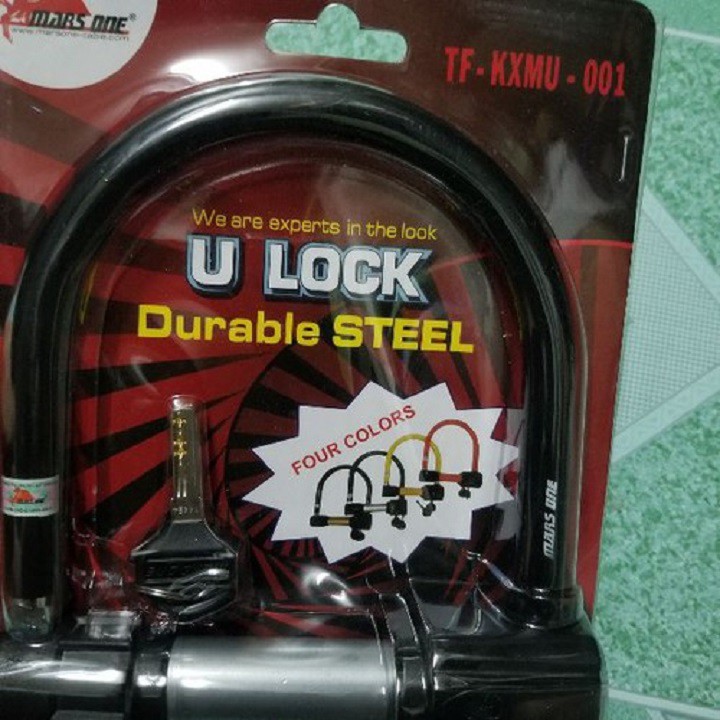 MARS ONE®
TF-KXMU-001
We are experts in the look
U LOCK
Durable STEEL
FOUR COLORS
MARS ONE